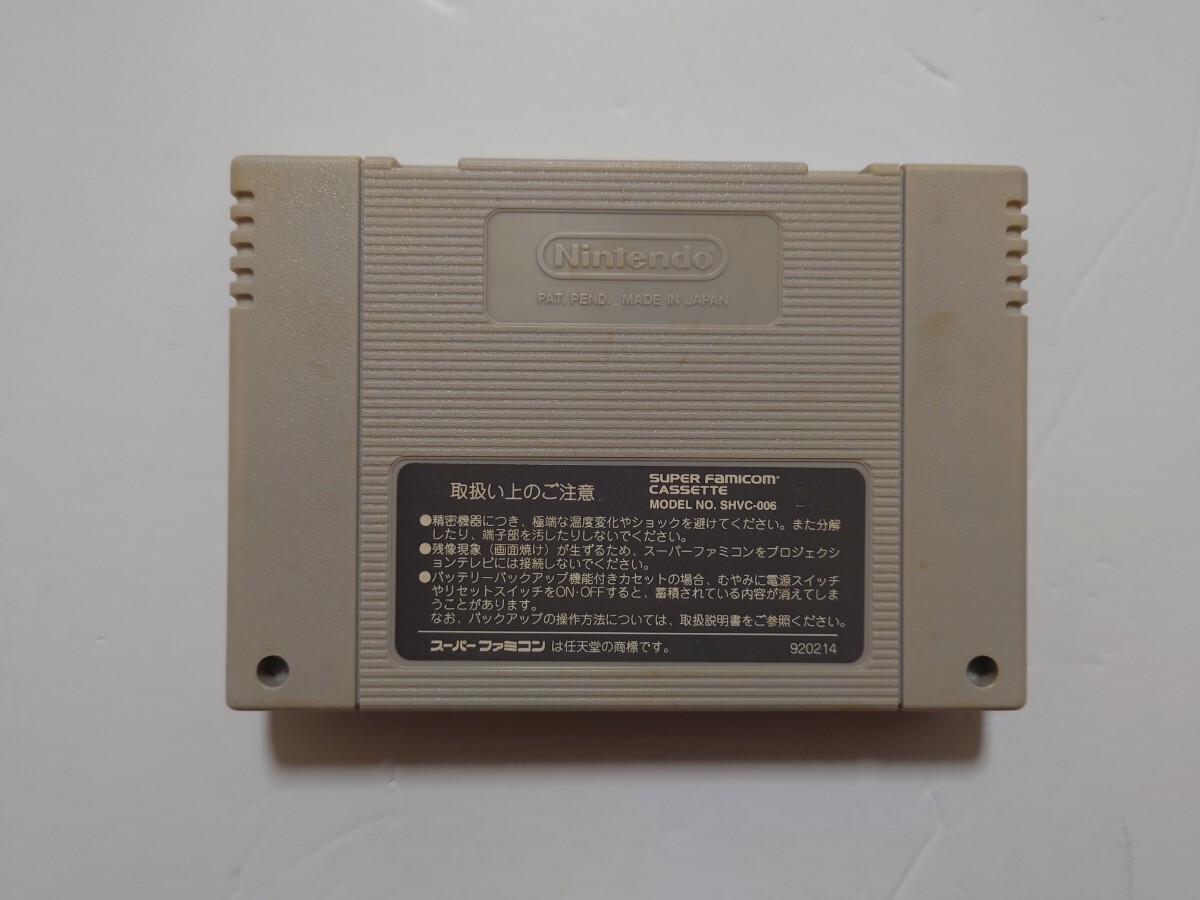 Nintendo
PAT. PEND. MADE IN JAPAN
取扱い上のご注意
SUPER FAMICOM
CASSETTE
MODEL NO. SHVC-006
●精密機器につき、極端な温度変化やショックを避けてください。また分解
したり、端子部を汚したりしないでください。
●残像現象（画面焼け）が生ずるため、スーパーファミコンをプロジェクシ
ョンテレビには接続しないでください。
●バッテリーバックアップ機能付きカセットの場合、むやみに電源スイッチ
やリセットスイッチをON・OFFすると、蓄積されている内容が消えてしま
うことがあります。
なお、バックアップの操作方法については、取扱説明書をご参照ください。
スーパーファミコン は任天堂の商標です。
920214